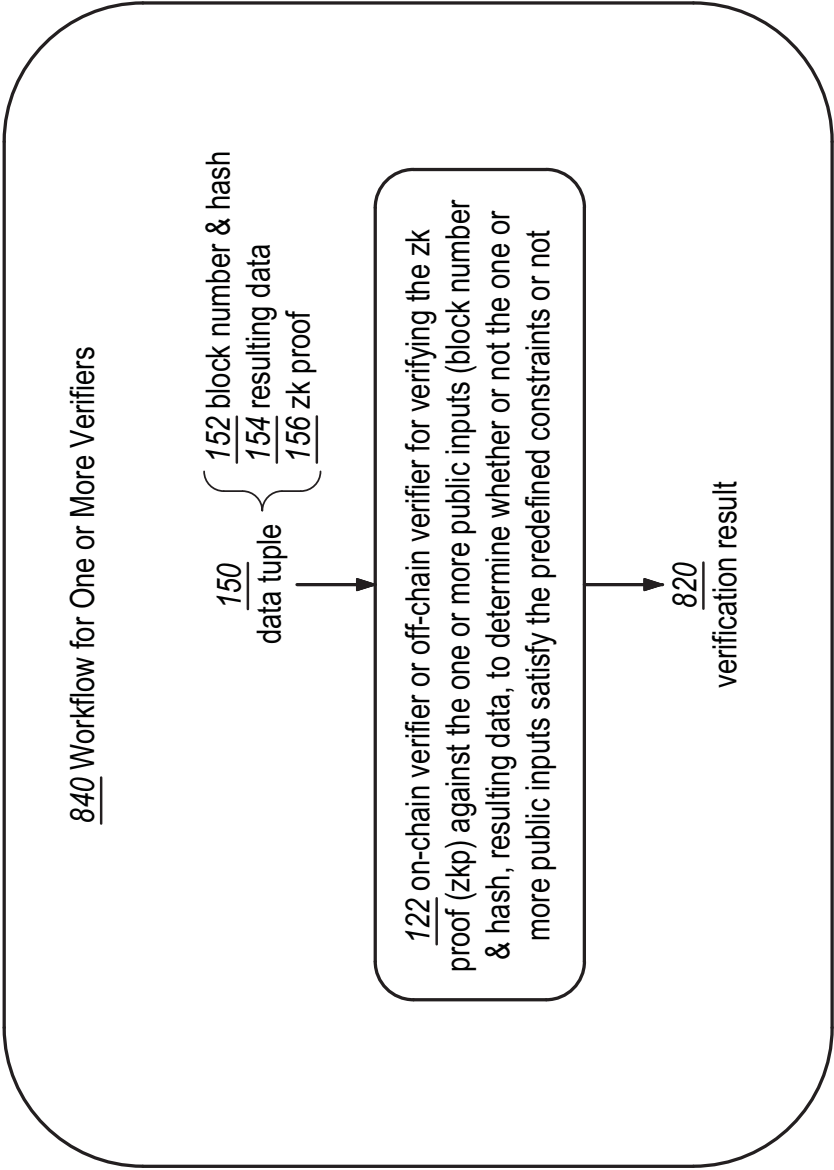 840 Workflow for One or More Verifiers
150
data tuple
152 block number & hash
154 resulting data
156 zk proof
122 on-chain verifier or off-chain verifier for verifying the zk
proof (zkp) against the one or more public inputs (block number
& hash, resulting data, to determine whether or not the one or
more public inputs satisfy the predefined constraints or not
820
verification result